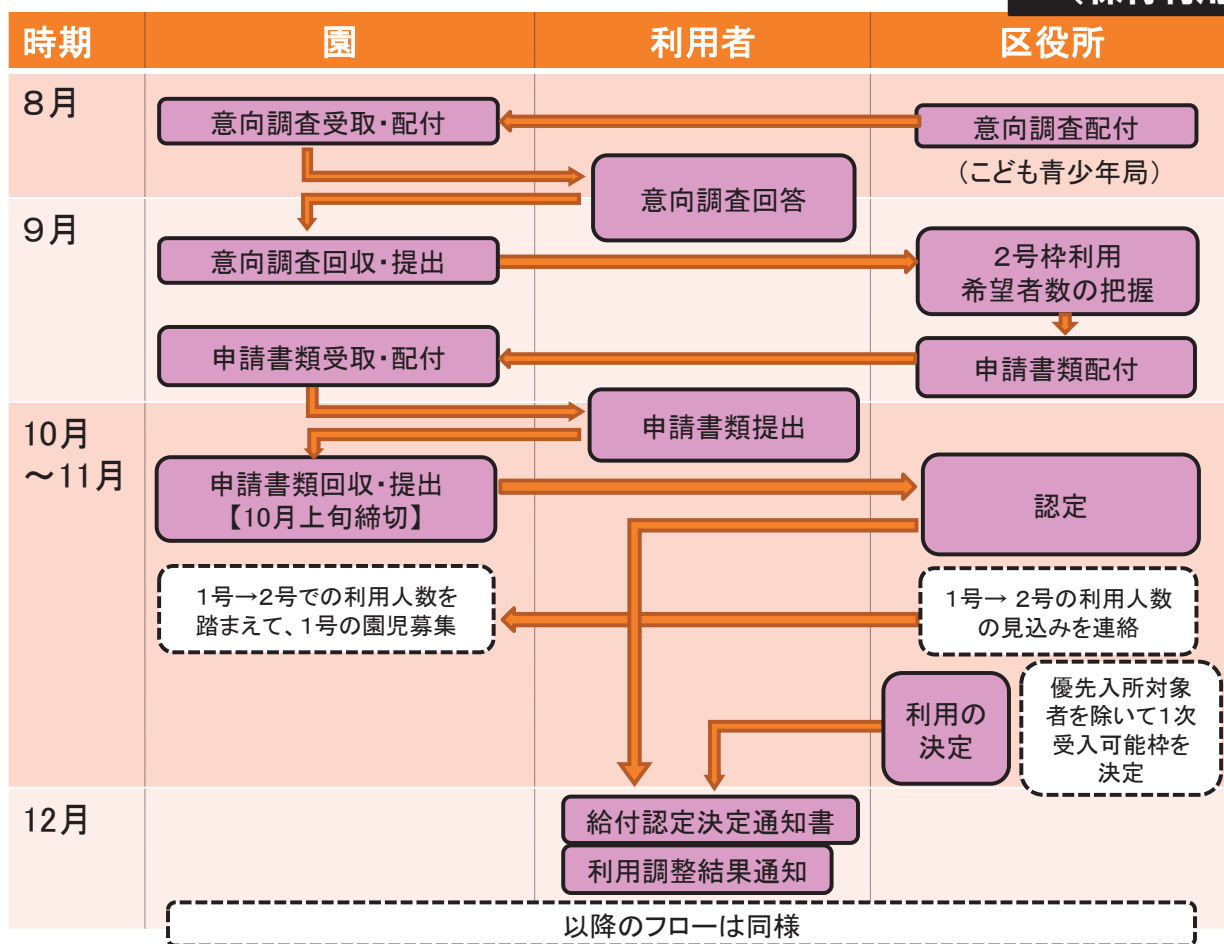 時期 園 利用者 区役所
8月
意向調査受取・配付
意向調査配付
（こども青少年局）
意向調査回答
9月
意向調査回収・提出
2号枠利用
希望者数の把握
申請書類受取・配付
申請書類配付
10月
～11月
申請書類提出
申請書類回収・提出
【10月上旬締切】
認定
1号→2号での利用人数を
踏まえて、1号の園児募集
1号→ 2号の利用人数
の見込みを連絡
利用の
決定
優先入所対象
者を除いて1次
受入可能枠を
決定
12月
給付認定決定通知書
利用調整結果通知
以降のフローは同様